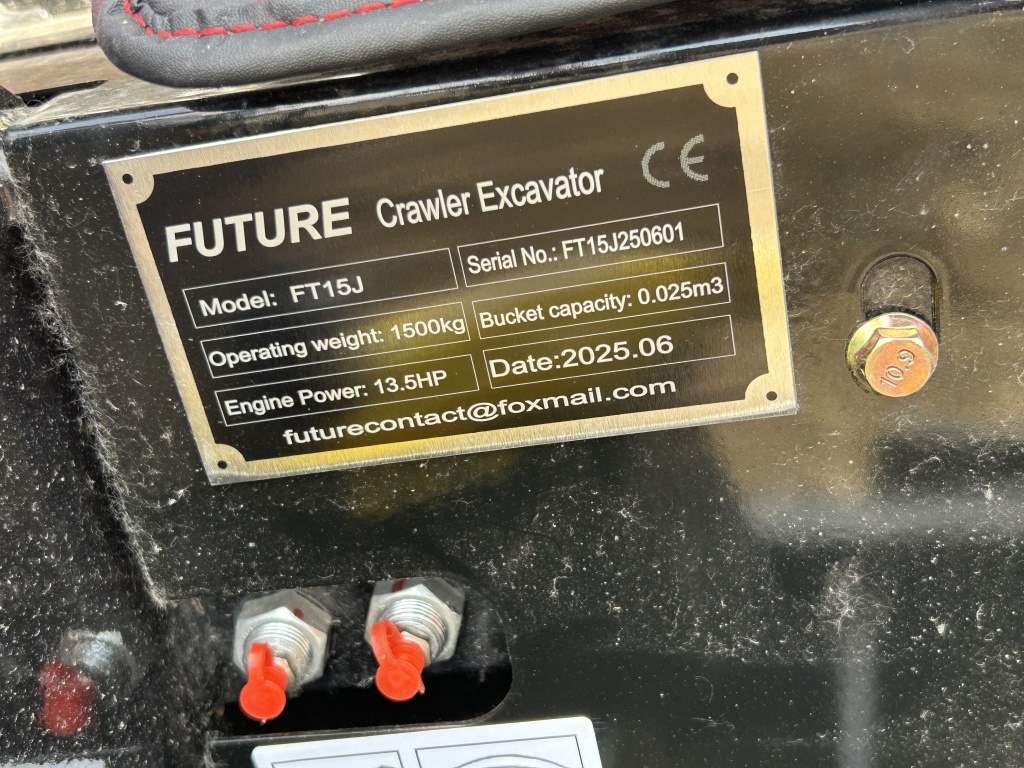 FUTURE Crawler Excavator CE
Model: FT15J
Serial No.: FT15J250601
Operating weight: 1500kg
Bucket capacity: 0.025m3
Engine Power: 13.5HP
Date:2025.06
futurecontact@foxmail.com
10.9